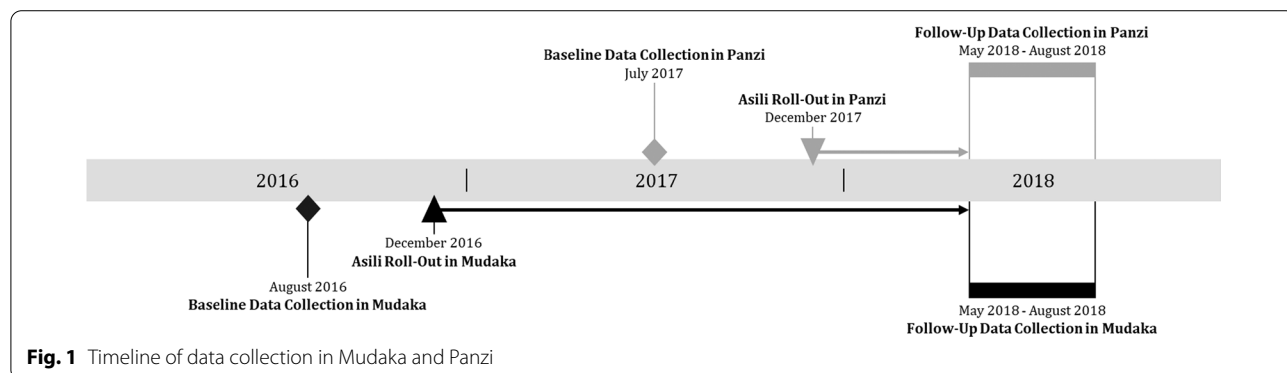 Follow-Up Data Collection in Panzi
May 2018 - August 2018
Baseline Data Collection in Panzi
July 2017
Asili Roll-Out in Panzi
December 2017
2016 | 2017 | 2018
December 2016
Asili Roll-Out in Mudaka
August 2016
Baseline Data Collection in Mudaka
May 2018 - August 2018
Follow-Up Data Collection in Mudaka
Fig. 1 Timeline of data collection in Mudaka and Panzi